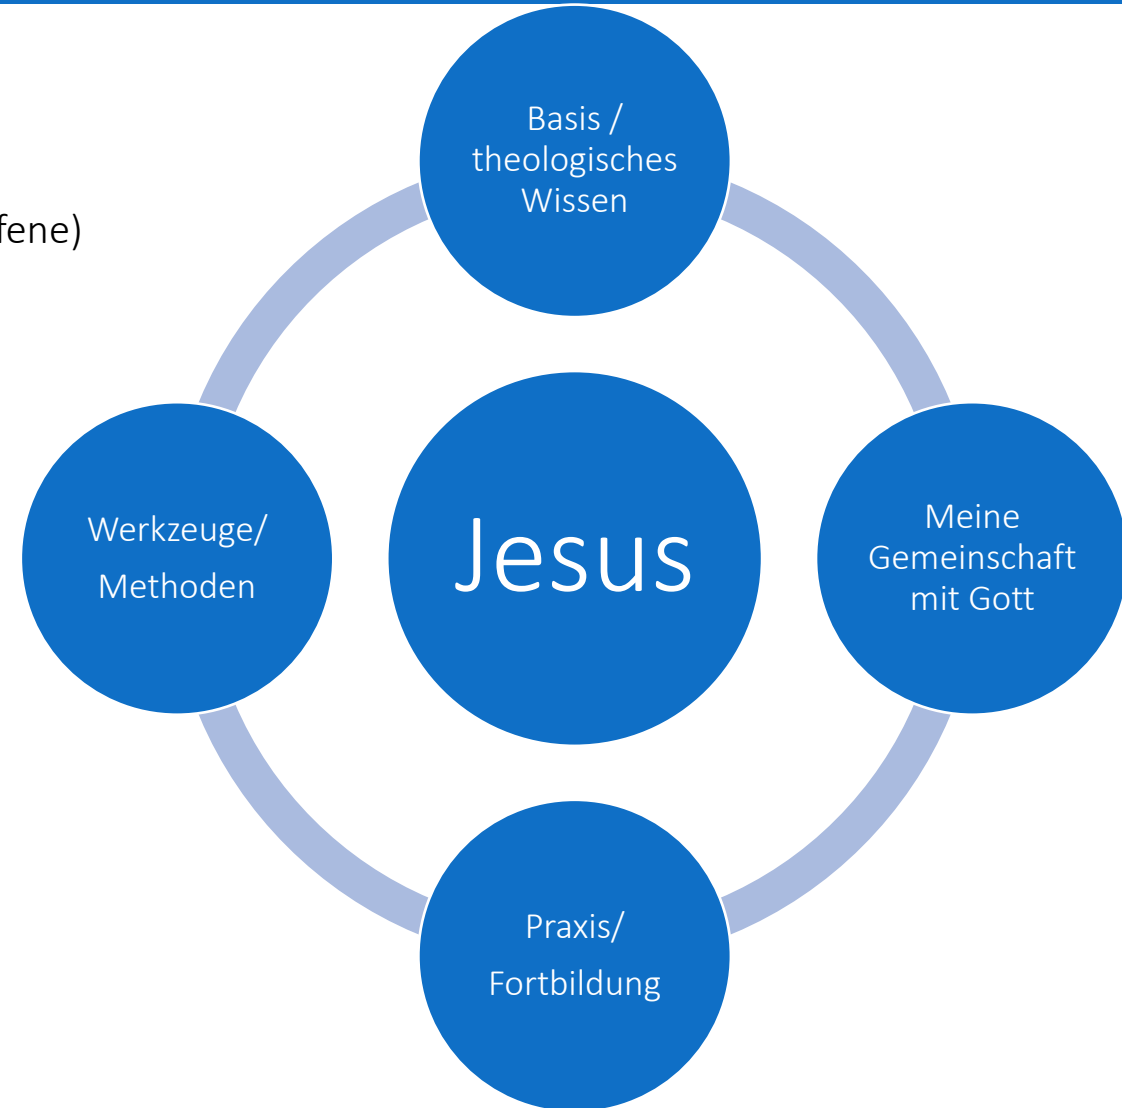 Basis /
theologisches
Wissen
fene)
Werkzeuge/
Methoden
Jesus
Meine
Gemeinschaft
mit Gott
Praxis/
Fortbildung